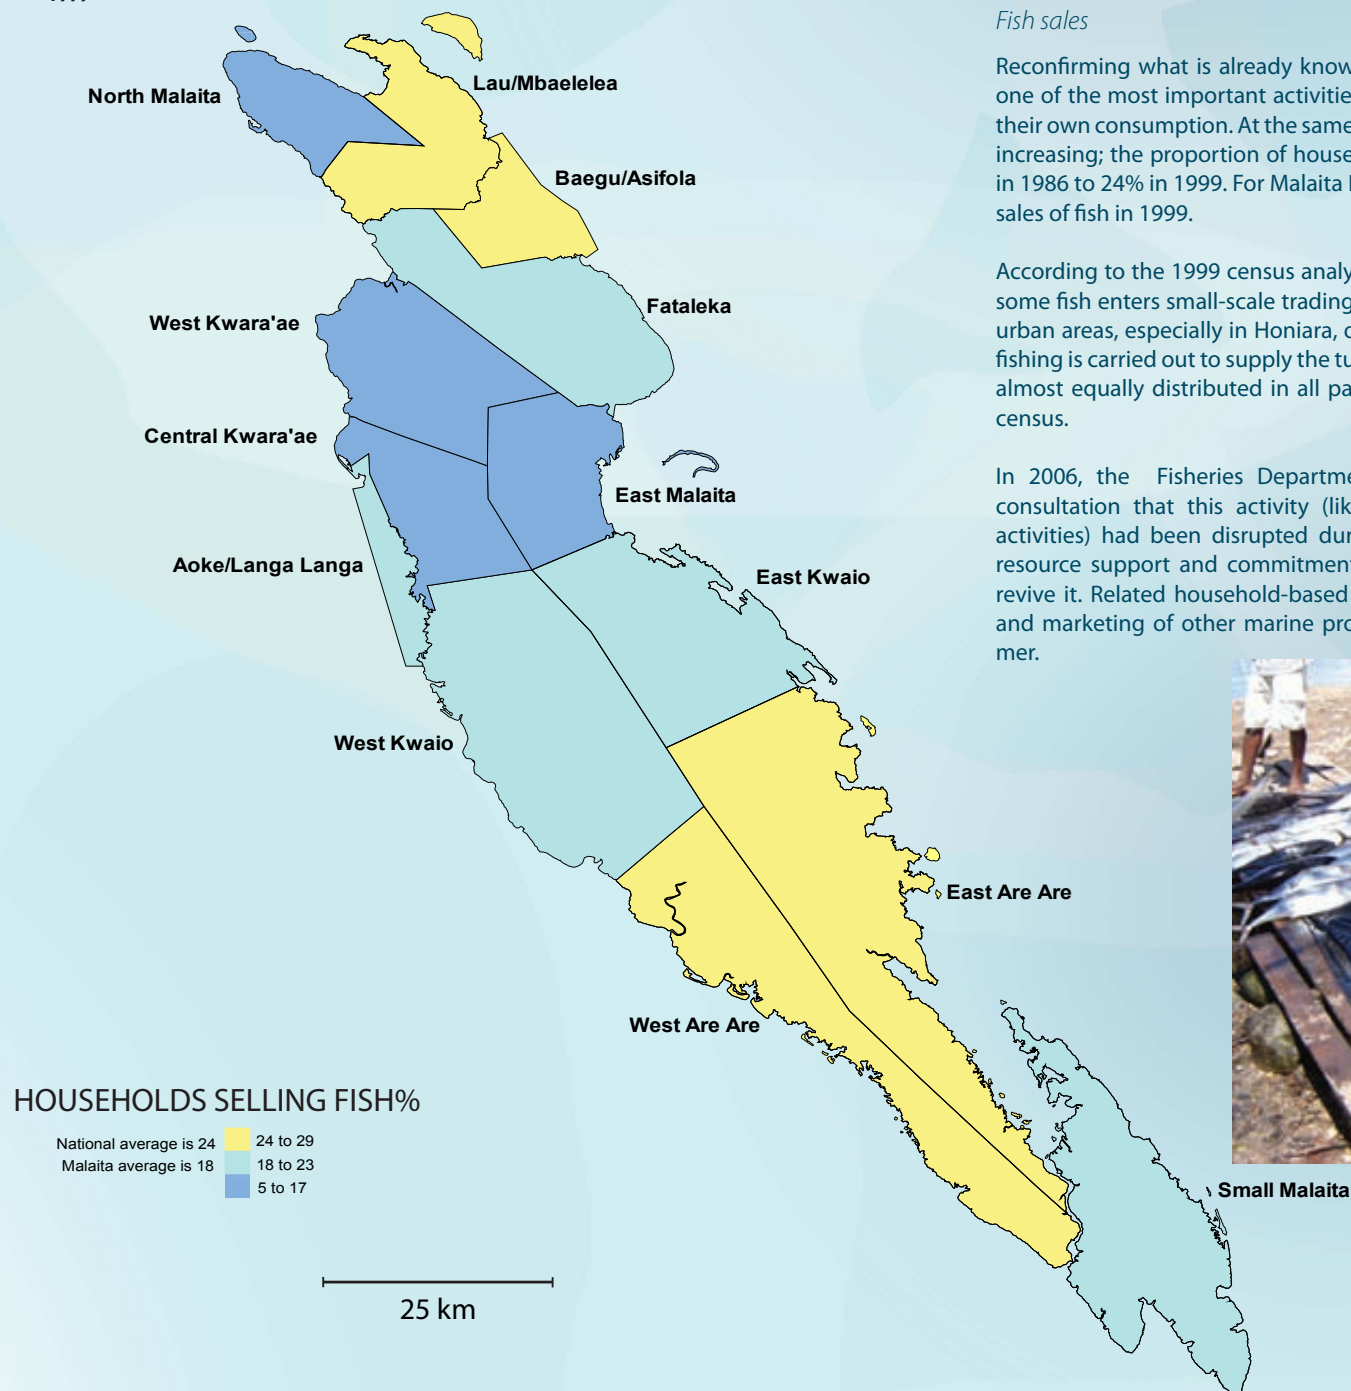 North Malaita
Lau/Mbaelelea
Baegu/Asifola
Fataleka
West Kwara'ae
Central Kwara'ae
East Malaita
Aoke/Langa Langa
East Kwaio
West Kwaio
East Are Are
West Are Are
Small Malaita
HOUSEHOLDS SELLING FISH%
National average is 24
24 to 29
Malaita average is 18
18 to 23
5 to 17
25 km
Fish sales
Reconfirming what is already know
one of the most important activitie
their own consumption. At the same
increasing; the proportion of house
in 1986 to 24% in 1999. For Malaita
sales of fish in 1999.
According to the 1999 census analy
some fish enters small-scale trading
urban areas, especially in Honiara,
fishing is carried out to supply the tu
almost equally distributed in all pa
census.
In 2006, the Fisheries Departme
consultation that this activity (lik
activities) had been disrupted dur
resource support and commitment
revive it. Related household-based
and marketing of other marine pro
mer.